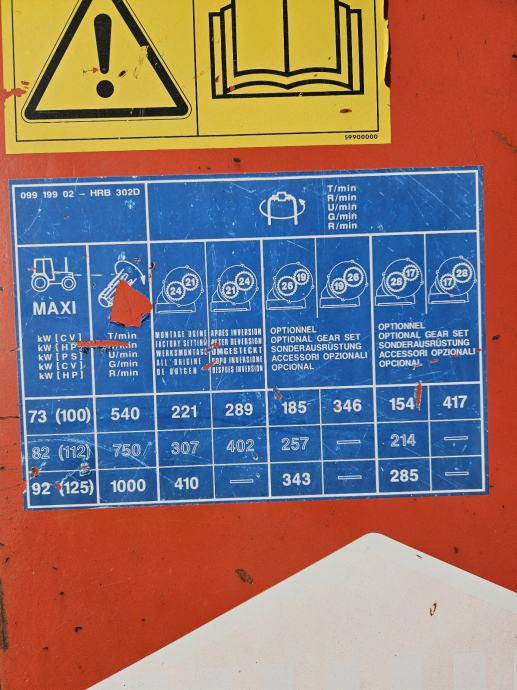 59900000
099 199 02 - HRB 302D
T/min
R/min
U/min
G/min
R/min
24 21
21 24
26 19
19 26
28 17
17 28
MAXI
kW [CV]
kW [HP]
kW [PS]
kW [CV]
kW [HP]
T/min
U/min
G/min
R/min
MONTAGE USINE
FACTORY SETTING
WERKSMONTAGE
ALL'ORIGINE
DE ORIGEN
APRES INVERSION
AFTER REVERSION
UMGESTECKT
DOPO INVERSIONE
DESPUES INVERSION
OPTIONNEL
OPTIONAL GEAR SET
SONDERAUSRÜSTUNG
ACCESSORI OPZIONALI
OPCIONAL
OPTIONNEL
OPTIONAL GEAR SET
SONDERAUSRÜSTUNG
ACCESSORI OPZIONALI
OPCIONAL
73 (100) 540 221 289 185 346 154 417
82 (112) 750 307 402 257 — 214 —
92 (125) 1000 410 — 343 — 285 —